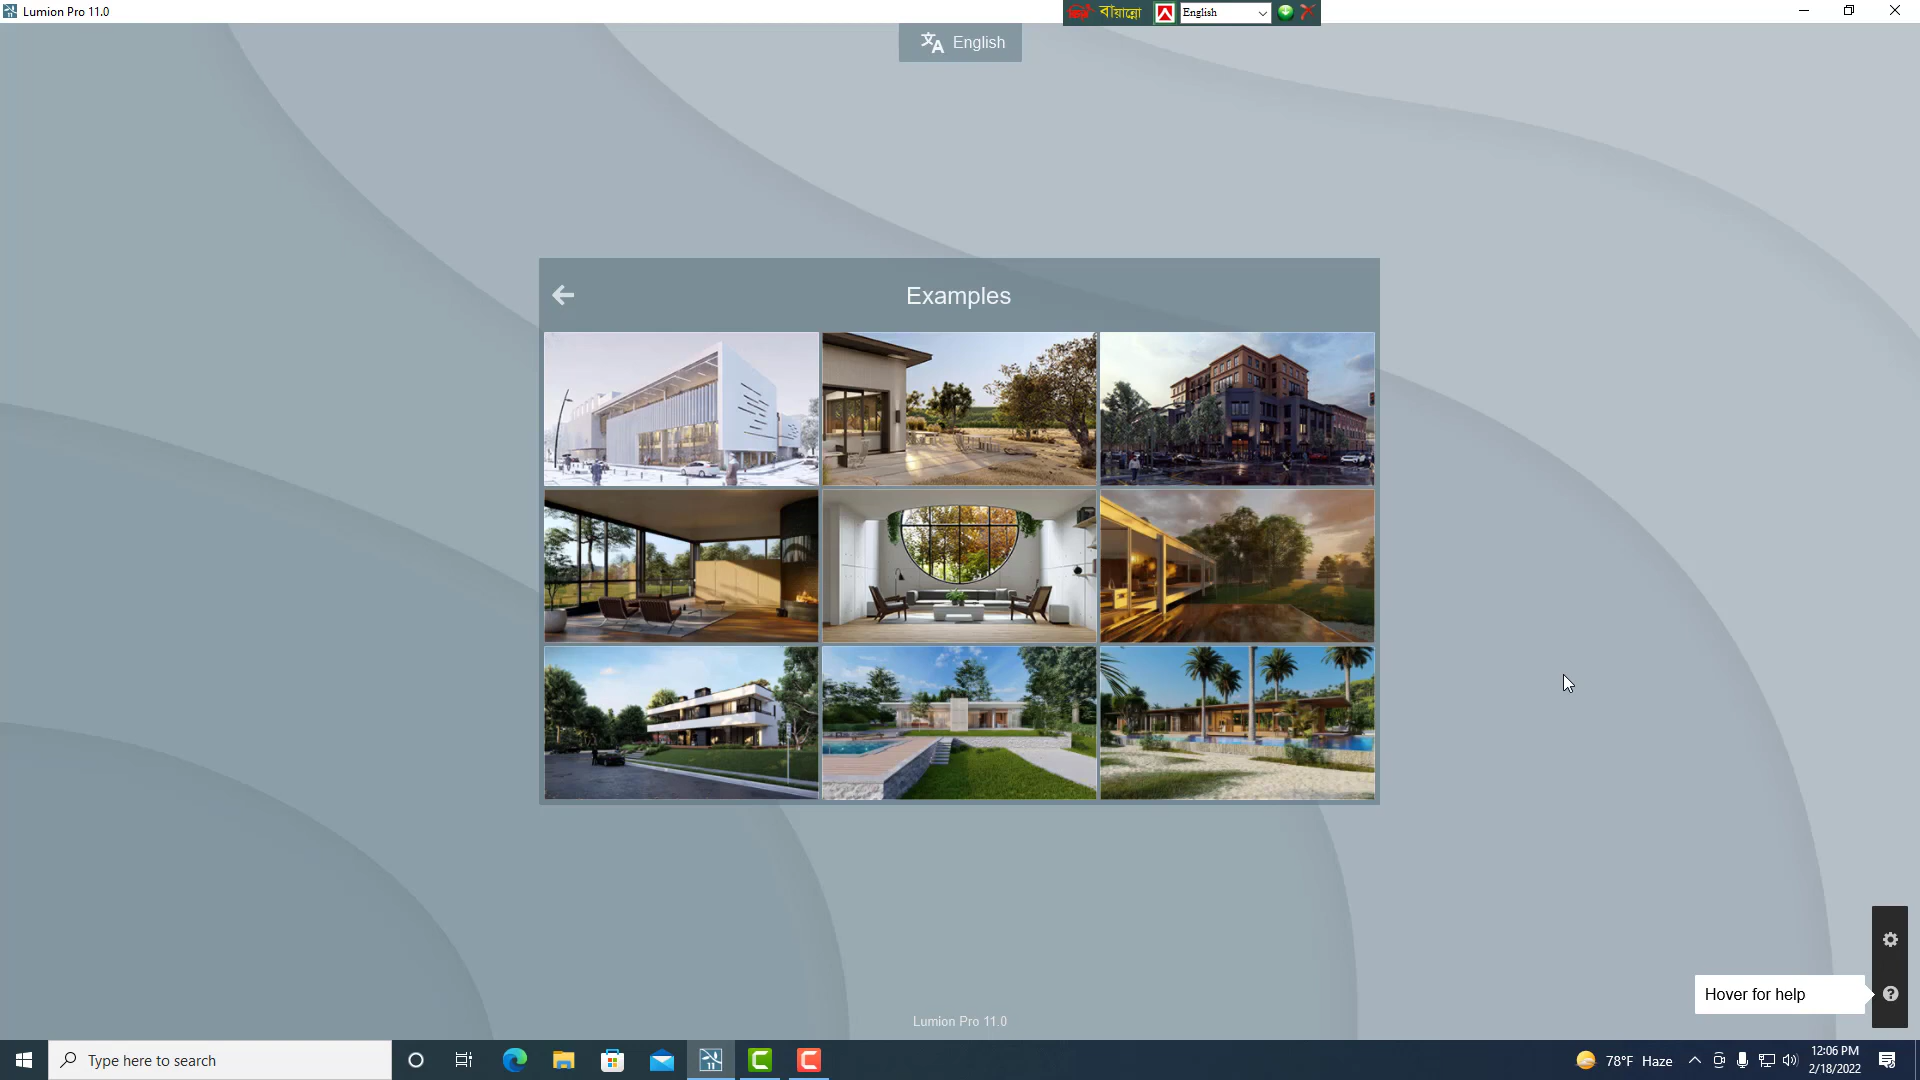 Lumion Pro 11.0
বায়ান্নো
English
English
Examples
Hover for help
Lumion Pro 11.0
Type here to search
78°F Haze
12:06 PM
2/18/2022